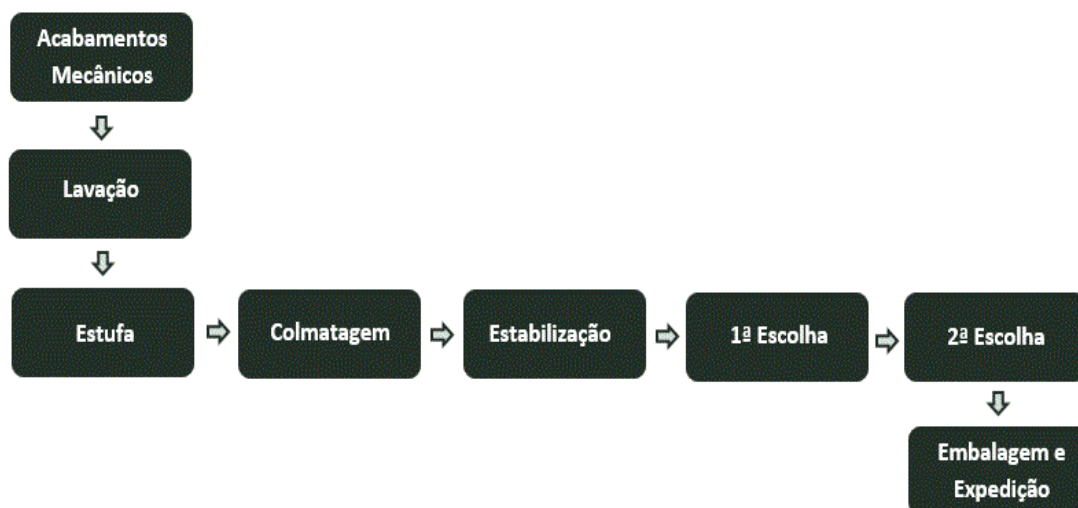 Acabamentos
Mecânicos
Lavação
Estufa
Colmatagem
Estabilização
1ª Escolha
2ª Escolha
Embalagem e
Expedição